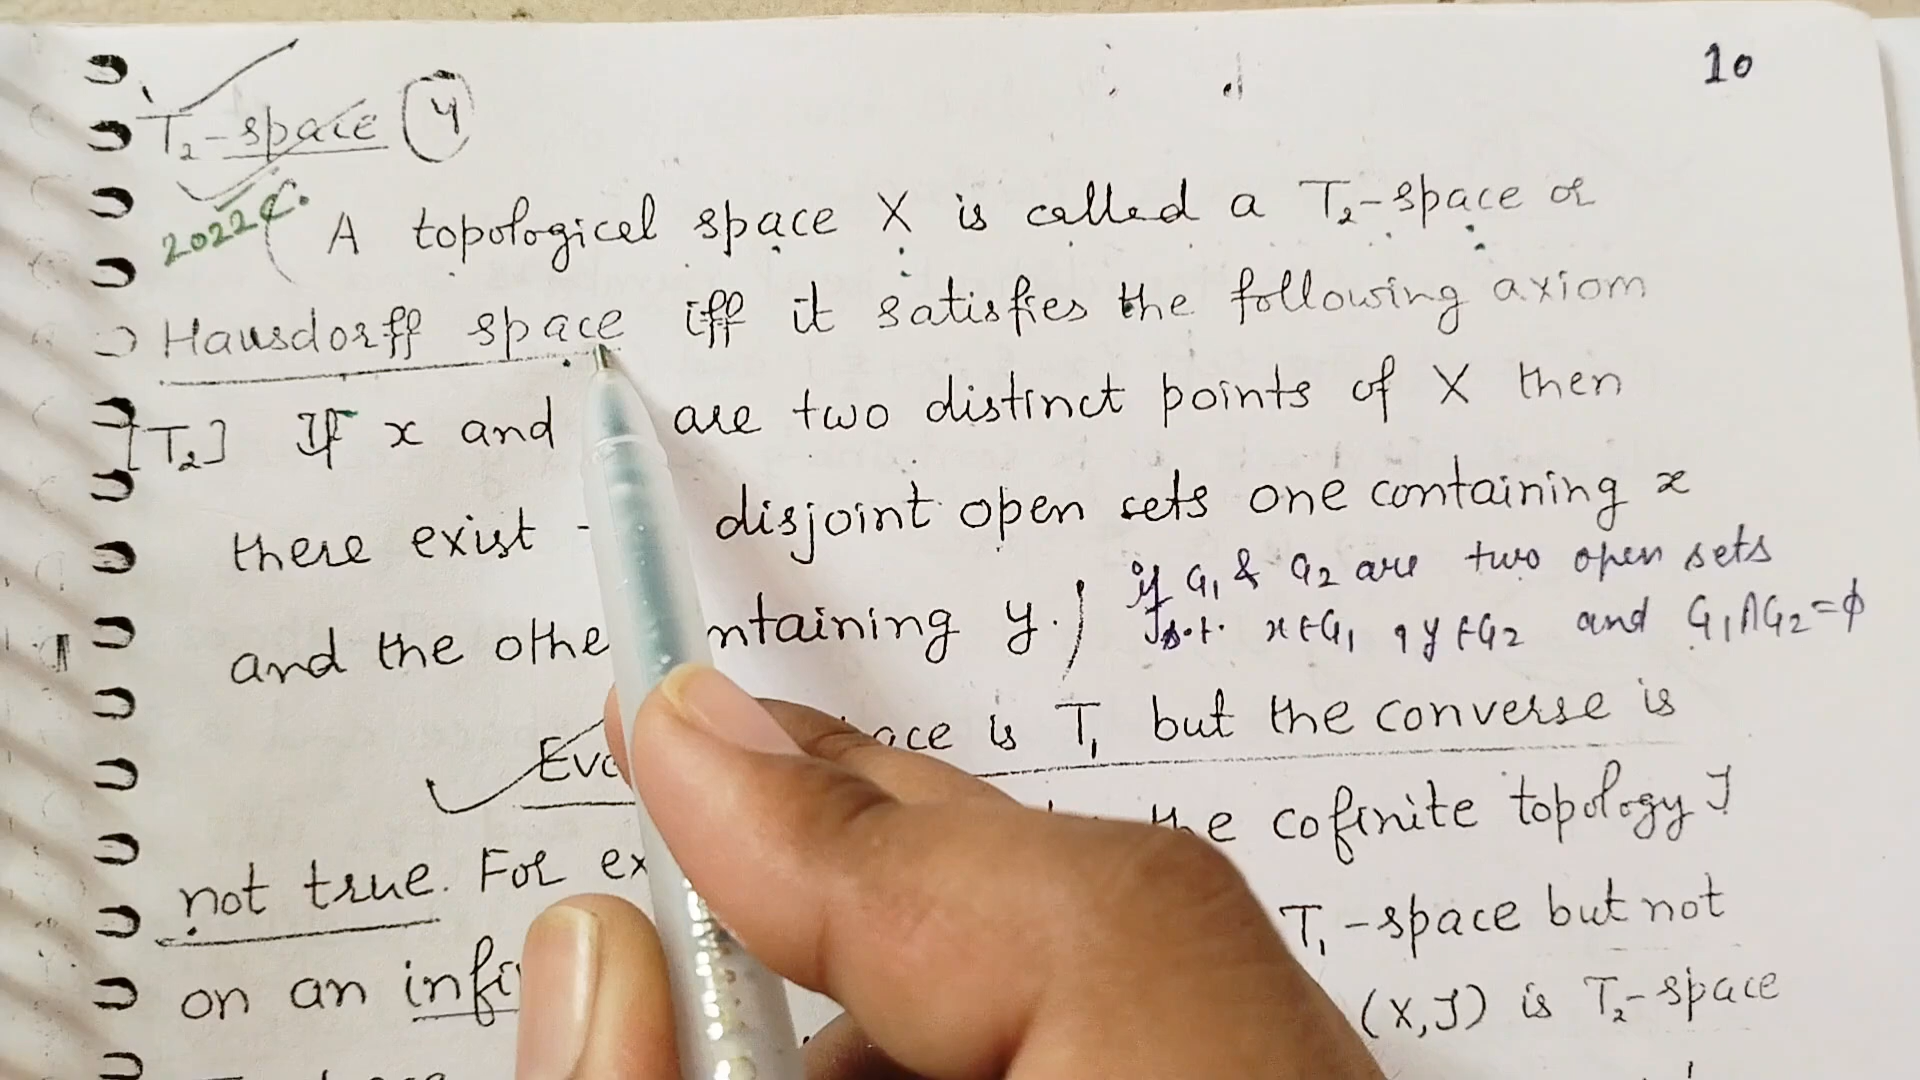 10
T₂-space 4
2022C.
A topological space X is called a T₂-space or
Hausdorff space iff it satisfies the following axiom
[T₂] If x and are two distinct points of X then
there exist disjoint open sets one containing x
and the othe ntaining y.) if G₁ & G₂ are two open sets
s.t. x∈G₁, y∈G₂ and G₁∩G₂=ϕ
Eve ace is T₁ but the converse is
not true. For ex the cofinite topology J
on an infi T₁-space but not
(X,J) is T₂-space